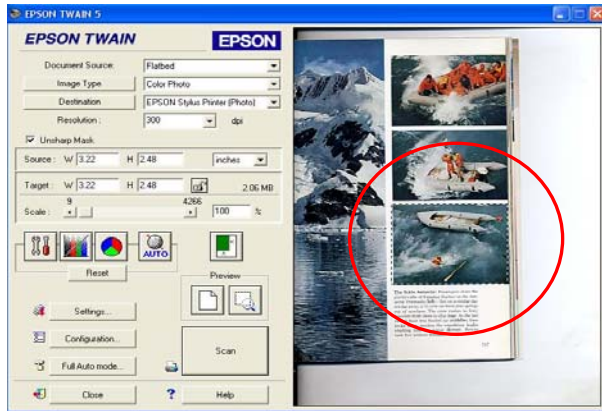 EPSON TWAIN 5
EPSON TWAIN
EPSON
Document Source: Flatbed
Image Type Color Photo
Destination EPSON Stylus Printer (Photo)
Resolution : 300 dpi
Unsharp Mask
Source : W 3.22 H 2.48 inches
Target : W 3.22 H 2.48 2.06 MB
9 4266
Scale : 100 %
AUTO
Reset
Preview
Settings...
Configuration...
Full Auto mode...
Scan
Close
? Help